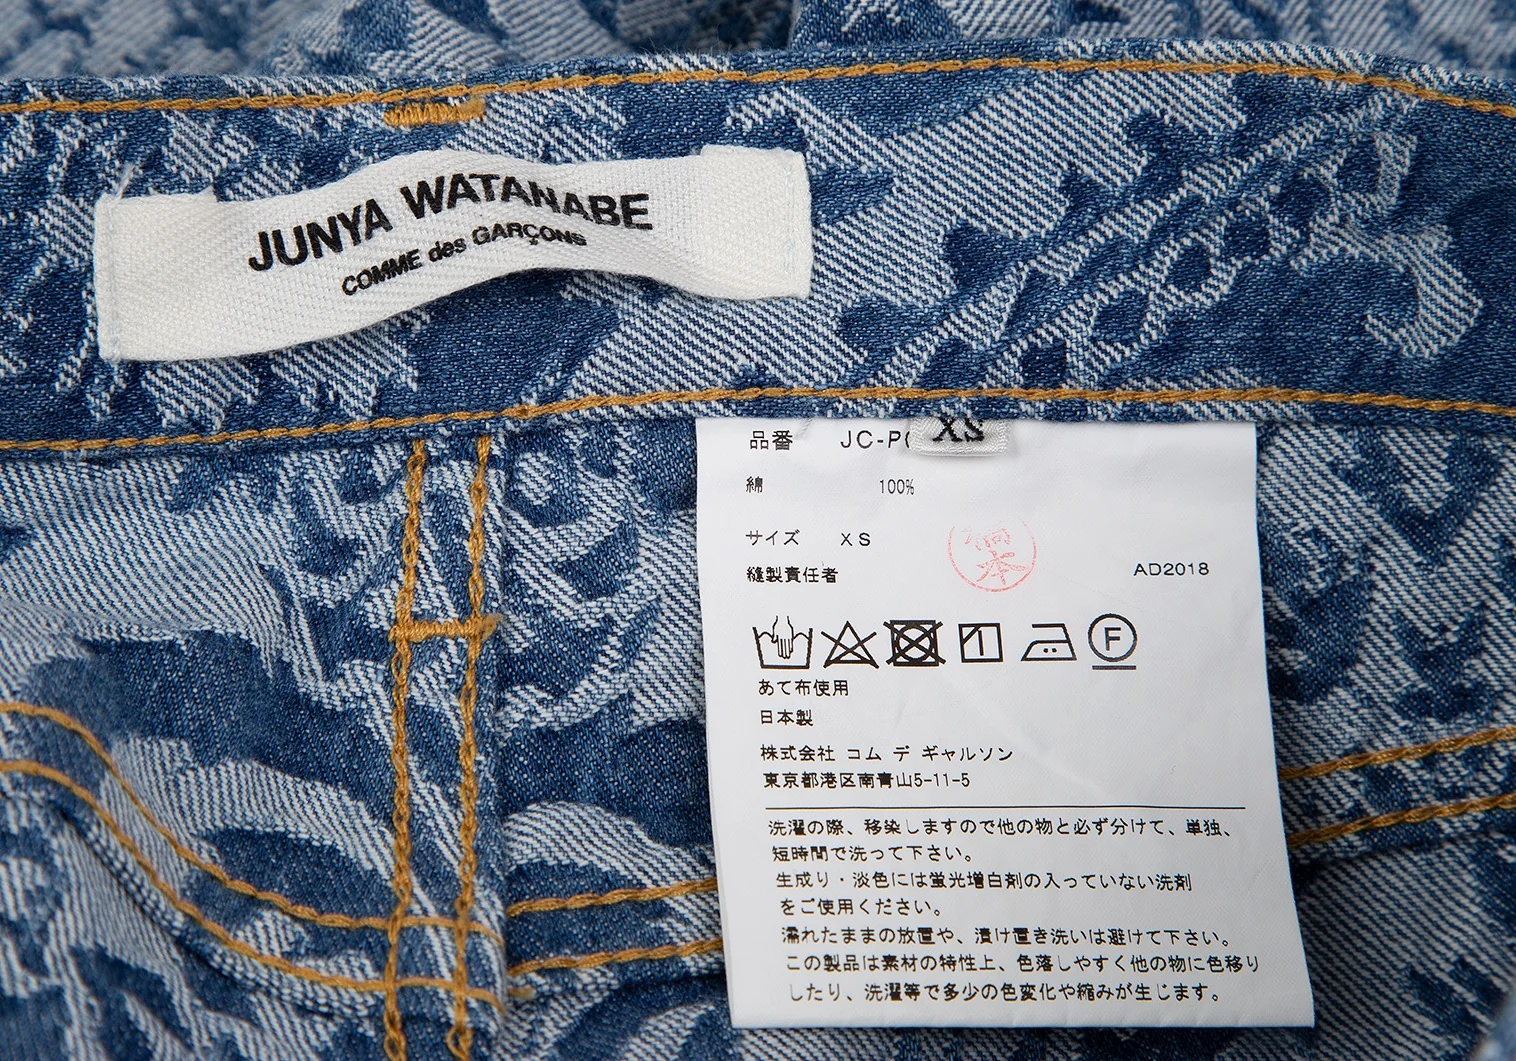 JUNYA WATANABE
COMME des GARÇONS
XS
品番 JC-P
綿 100%
サイズ XS
縫製責任者
AD2018
F
あて布使用
日本製
株式会社 コム デ ギャルソン
東京都港区南青山5-11-5
洗濯の際、移染しますので他の物と必ず分けて、単独、
短時間で洗って下さい。
生成り・淡色には蛍光増白剤の入っていない洗剤
をご使用ください。
濡れたままの放置や、漬け置き洗いは避けて下さい。
この製品は素材の特性上、色落しやすく他の物に色移り
したり、洗濯等で多少の色変化や縮みが生じます。